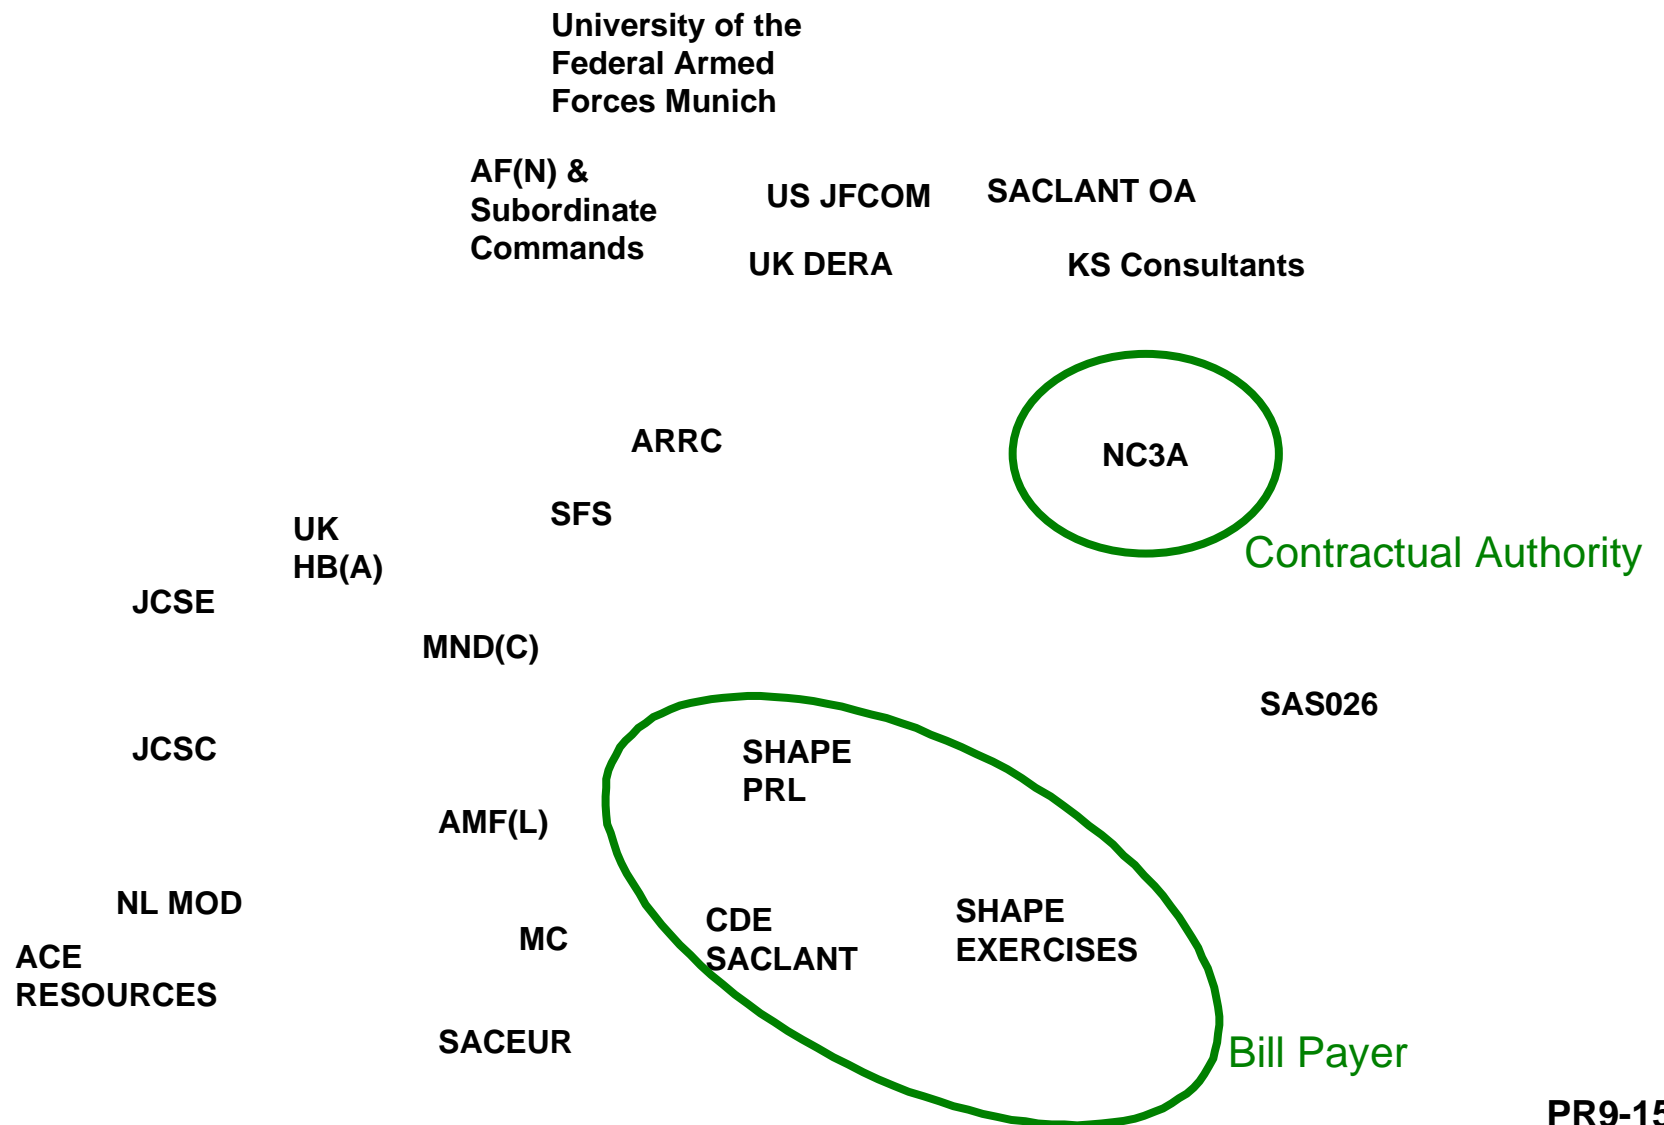 University of the
Federal Armed
Forces Munich
AF(N) &
Subordinate
Commands
US JFCOM
SACLANT OA
UK DERA
KS Consultants
ARRC
NC3A
SFS
UK
HB(A)
Contractual Authority
JCSE
MND(C)
SAS026
JCSC
SHAPE
PRL
AMF(L)
NL MOD
MC
CDE
SACLANT
SHAPE
EXERCISES
ACE
RESOURCES
SACEUR
Bill Payer
PR9-15